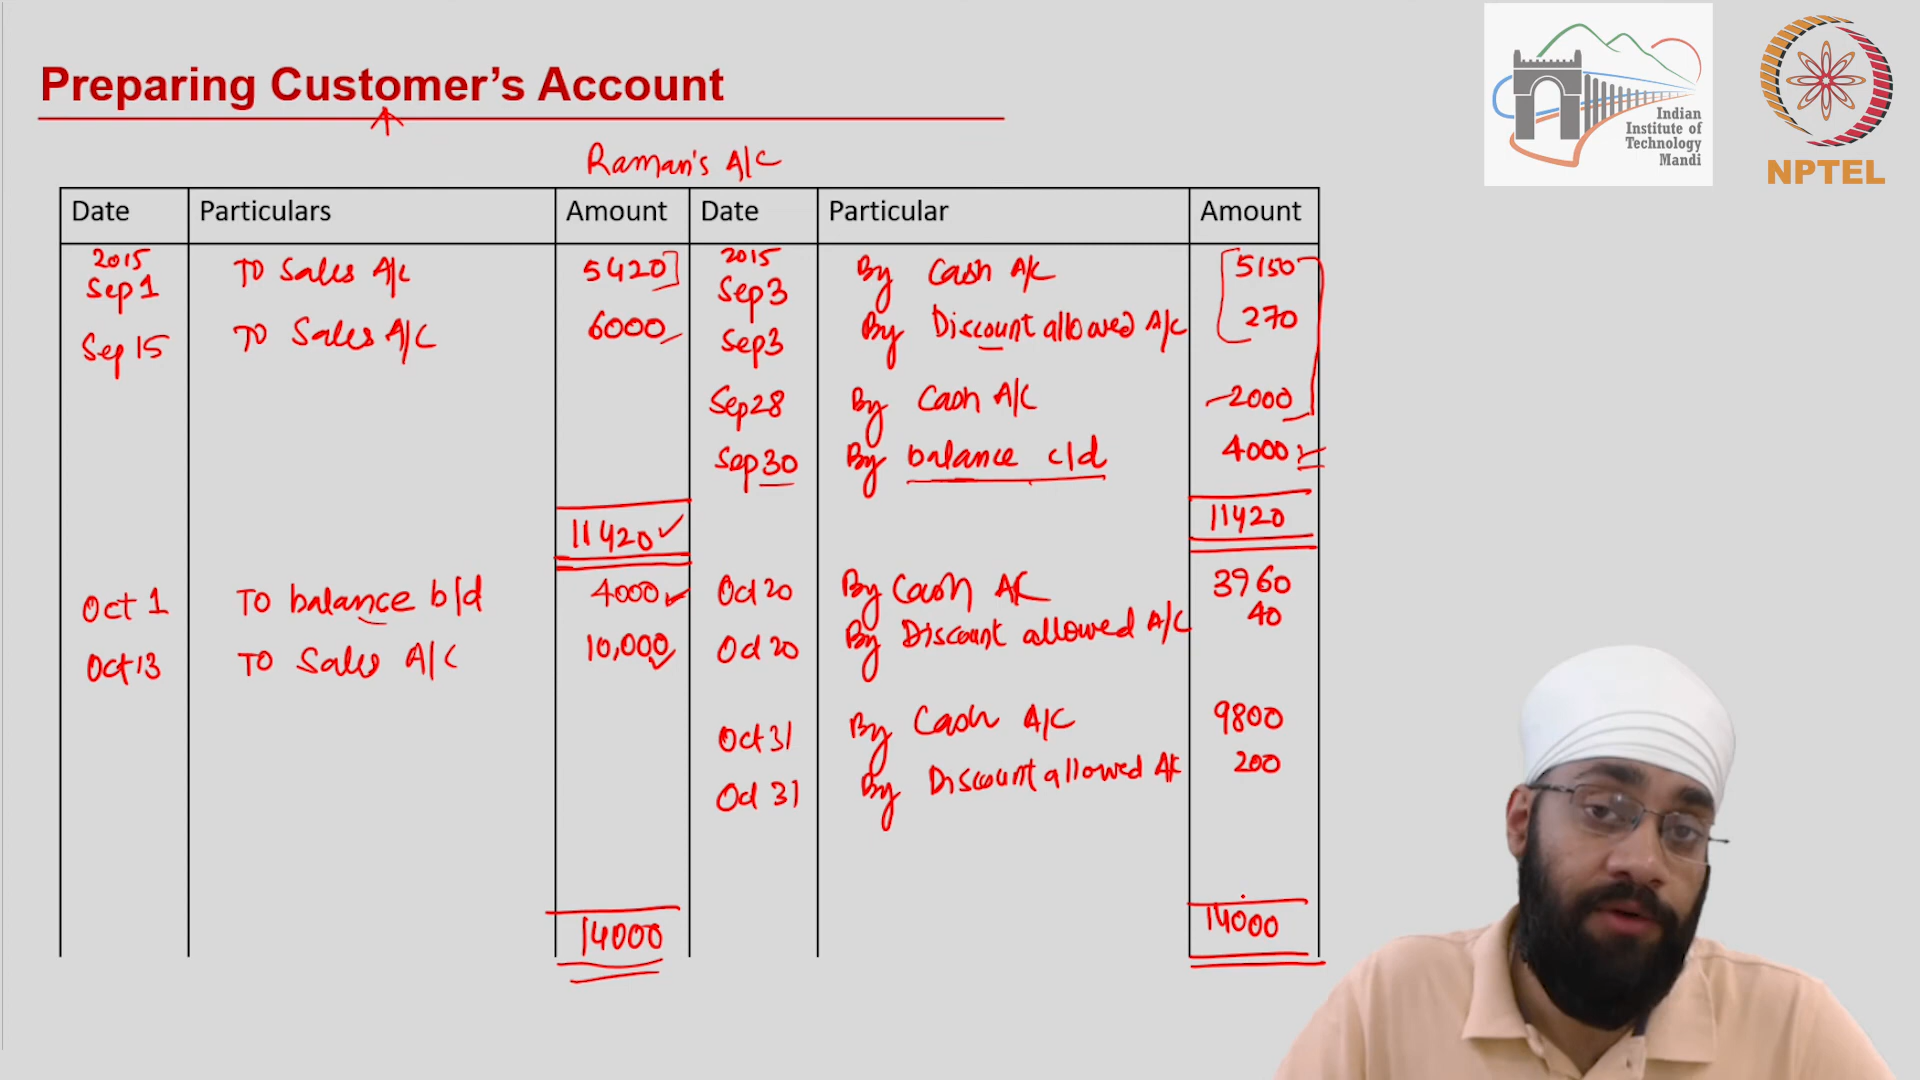 Preparing Customer's Account
Indian
Institute of
Technology
Mandi
NPTEL
Raman's A/C
Date Particulars Amount Date Particular Amount
2015 Sep 1 To Sales A/c 5420 2015 Sep 3 By Cash A/c 5150
Sep 15 To Sales A/C 6000 Sep 3 By Discount allowed A/C 270
Sep 28 By Cash A/C 2000
Sep 30 By balance c/d 4000
11420 11420
Oct 1 To balance b/d 4000 Oct 20 By Cash A/C 3960
Oct 13 To Sales A/C 10,000 Oct 20 By Discount allowed A/C 40
Oct 31 By Cash A/C 9800
Oct 31 By Discount allowed A/C 200
14000 14000